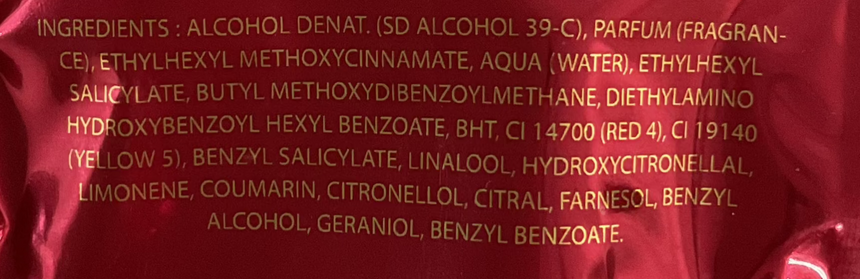 INGREDIENTS : ALCOHOL DENAT. (SD ALCOHOL 39-C), PARFUM (FRAGRAN-
CE), ETHYLHEXYL METHOXYCINNAMATE, AQUA (WATER), ETHYLHEXYL
SALICYLATE, BUTYL METHOXYDIBENZOYLMETHANE, DIETHYLAMINO
HYDROXYBENZOYL HEXYL BENZOATE, BHT, CI 14700 (RED 4), CI 19140
(YELLOW 5), BENZYL SALICYLATE, LINALOOL, HYDROXYCITRONELLAL,
LIMONENE, COUMARIN, CITRONELLOL, CITRAL, FARNESOL, BENZYL
ALCOHOL, GERANIOL, BENZYL BENZOATE.